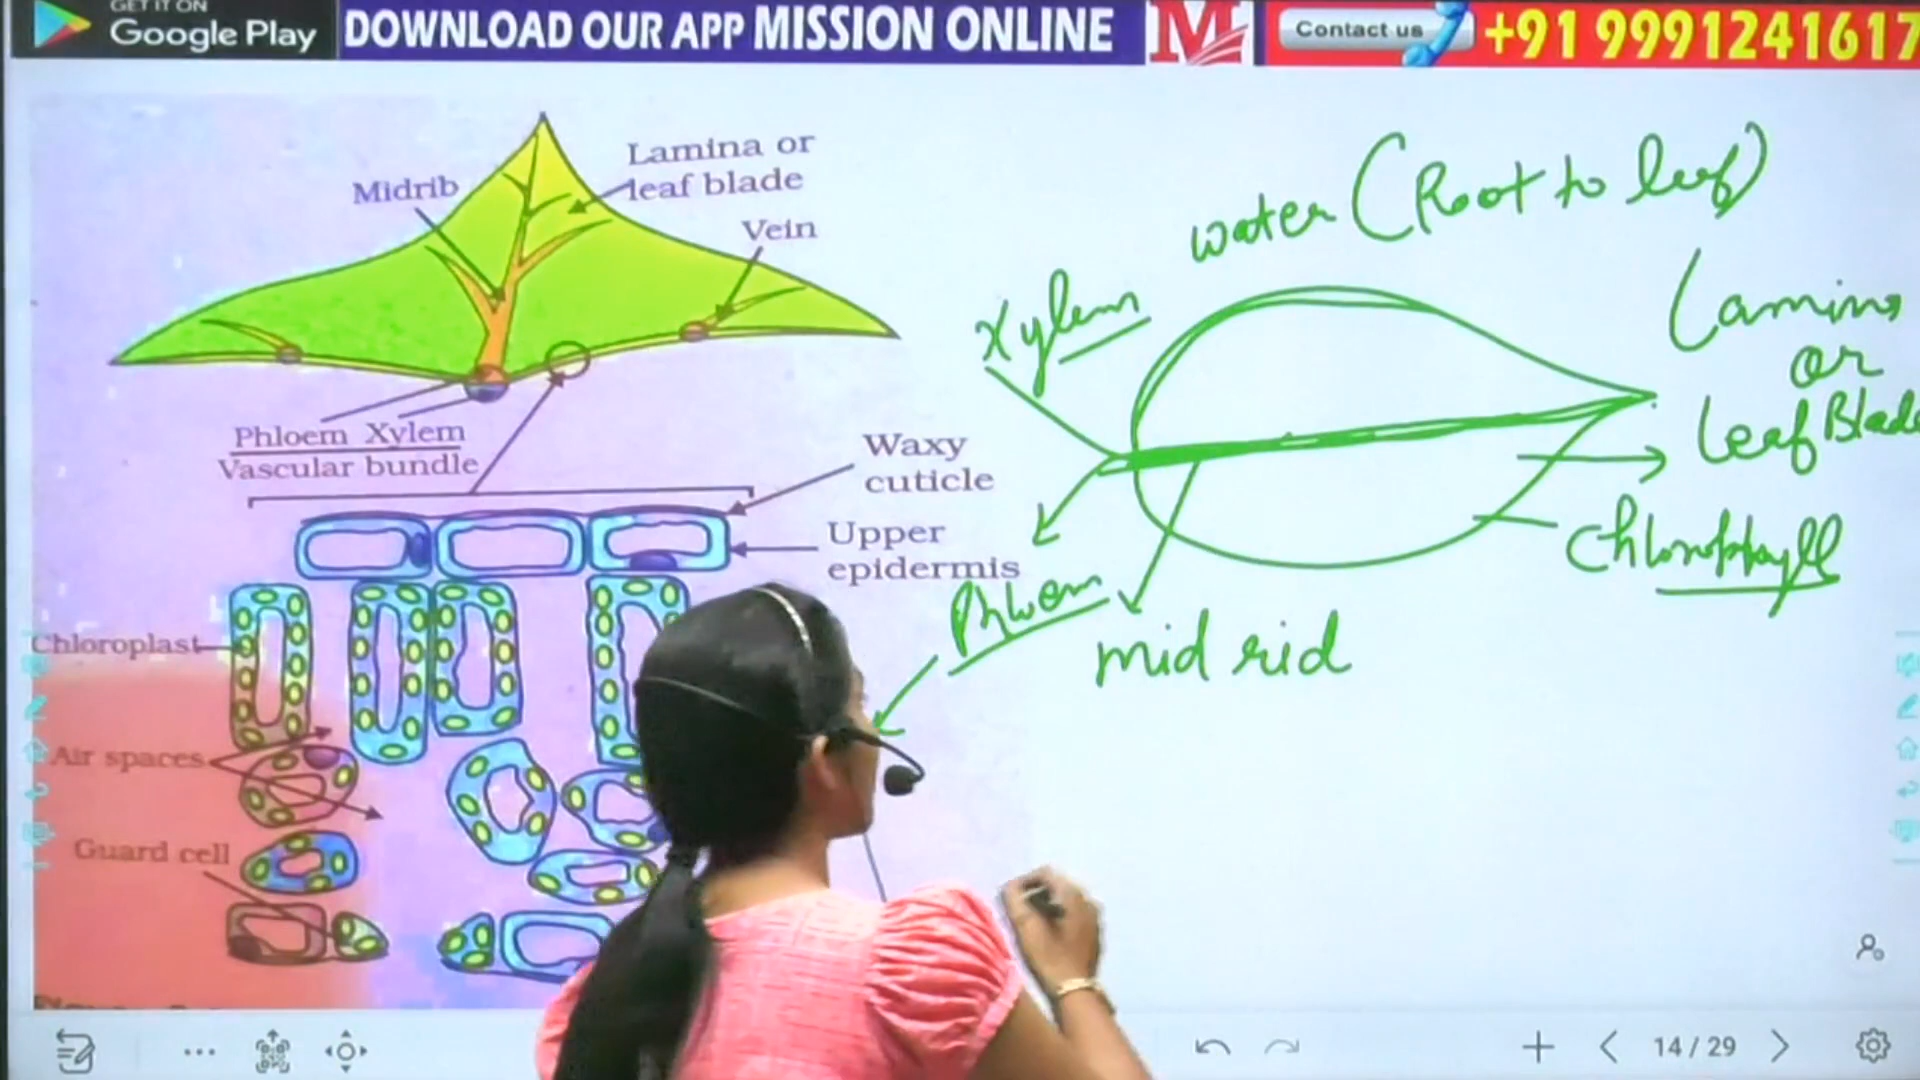 GET IT ON
Google Play
DOWNLOAD OUR APP MISSION ONLINE
M
Contact us
+91 9991241617
Midrib
Lamina or
leaf blade
Vein
Phloem Xylem
Vascular bundle
Waxy
cuticle
Upper
epidermis
Chloroplast
Air spaces
Guard cell
water (Root to leaf)
Xylem
Lamina
or
leaf Blade
Chlorophyll
Phloem
mid rid
14 / 29